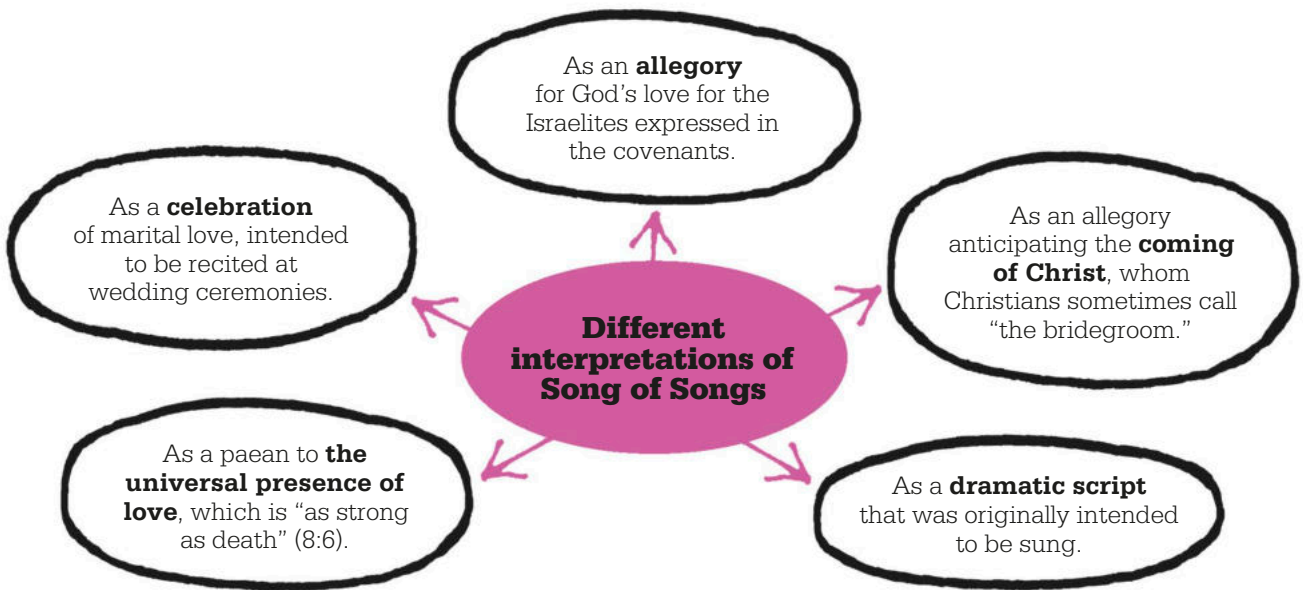 As an allegory
for God's love for the
Israelites expressed in
the covenants.
As a celebration
of marital love, intended
to be recited at
wedding ceremonies.
As an allegory
anticipating the coming
of Christ, whom
Christians sometimes call
“the bridegroom.”
Different
interpretations of
Song of Songs
As a paean to the
universal presence of
love, which is “as strong
as death” (8:6).
As a dramatic script
that was originally intended
to be sung.